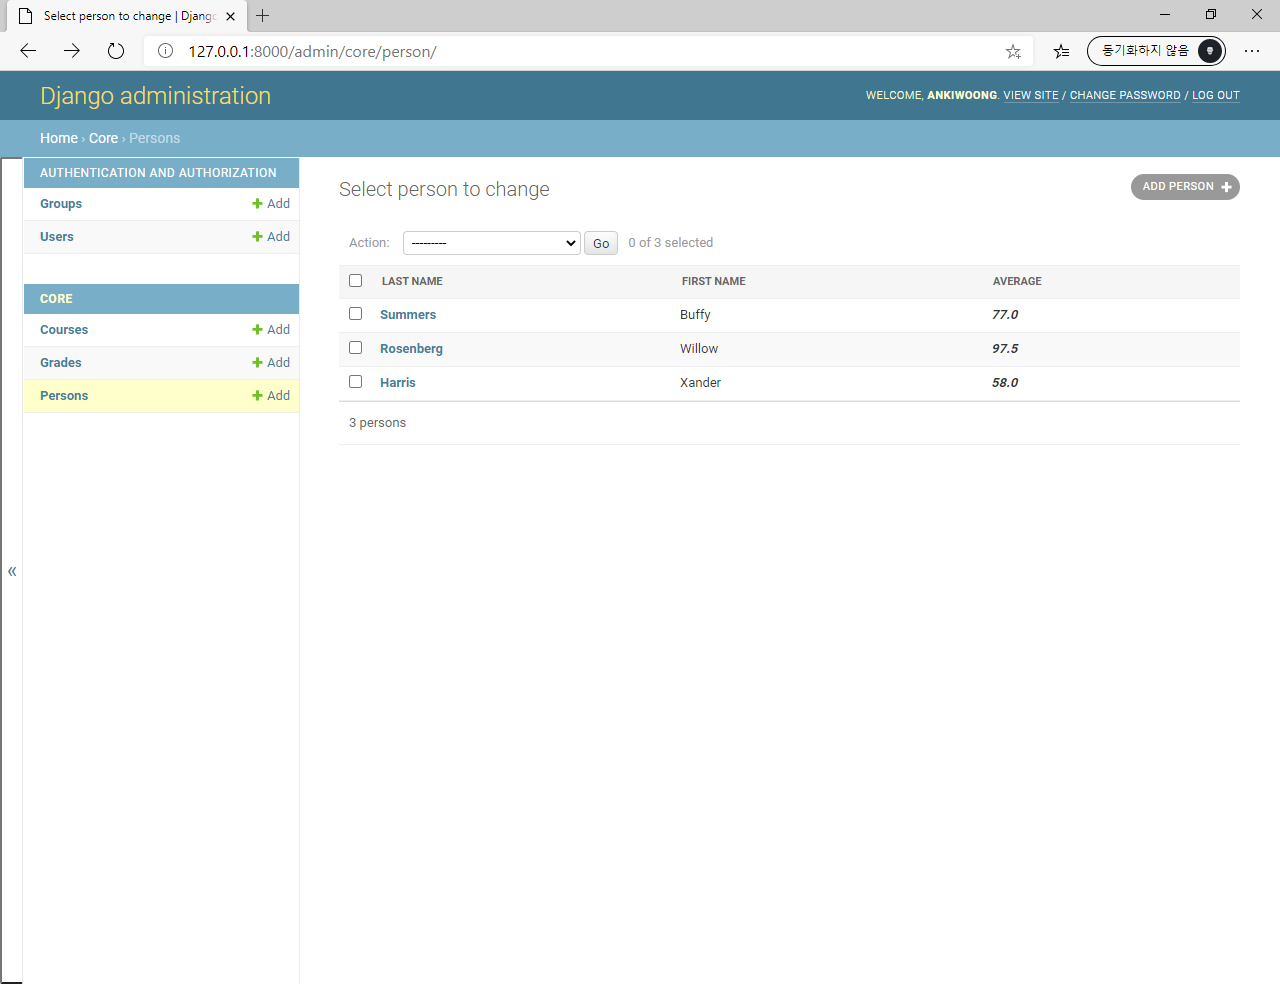 Select person to change | Djang
127.0.0.1:8000/admin/core/person/
동기화하지 않음
Django administration
WELCOME, ANKIWOONG. VIEW SITE / CHANGE PASSWORD / LOG OUT
Home › Core › Persons
AUTHENTICATION AND AUTHORIZATION
Groups + Add
Users + Add
CORE
Courses + Add
Grades + Add
Persons + Add
«
Select person to change
ADD PERSON +
Action: --------- Go 0 of 3 selected
LAST NAME FIRST NAME AVERAGE
Summers Buffy 77.0
Rosenberg Willow 97.5
Harris Xander 58.0
3 persons